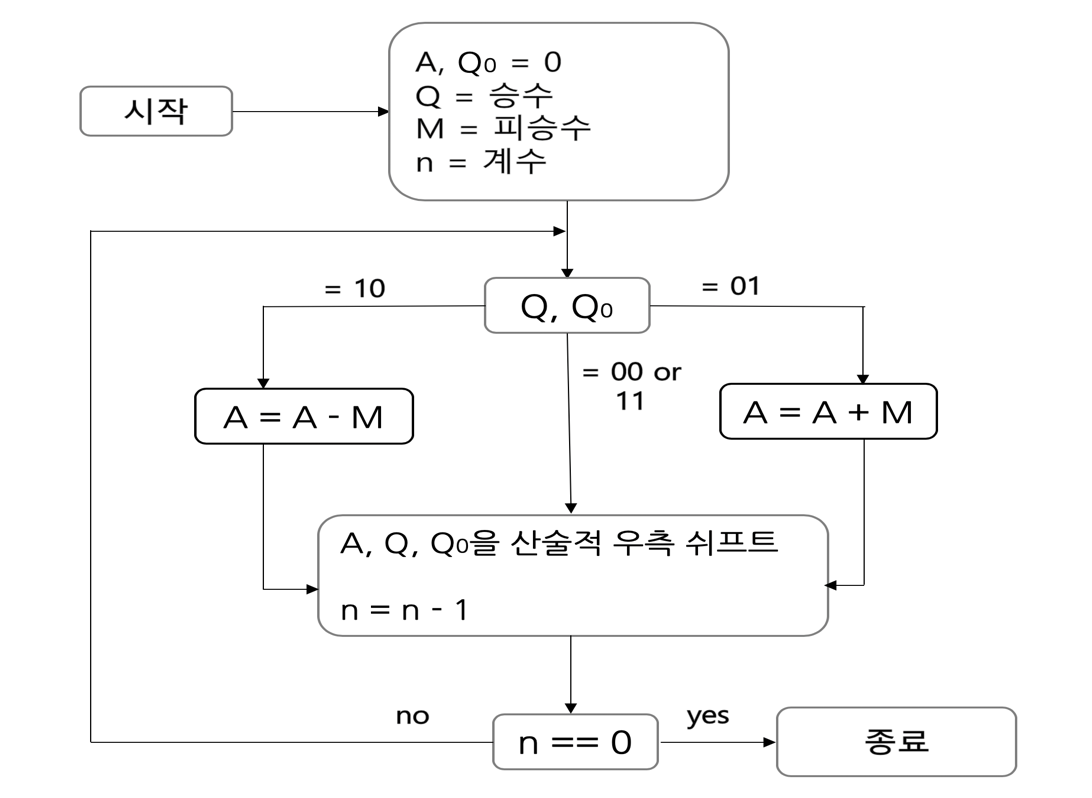 시작
A, Q₀ = 0
Q = 승수
M = 피승수
n = 계수
= 10
Q, Q₀
= 01
= 00 or
11
A = A - M
A = A + M
A, Q, Q₀을 산술적 우측 쉬프트
n = n - 1
no
n == 0
yes
종료